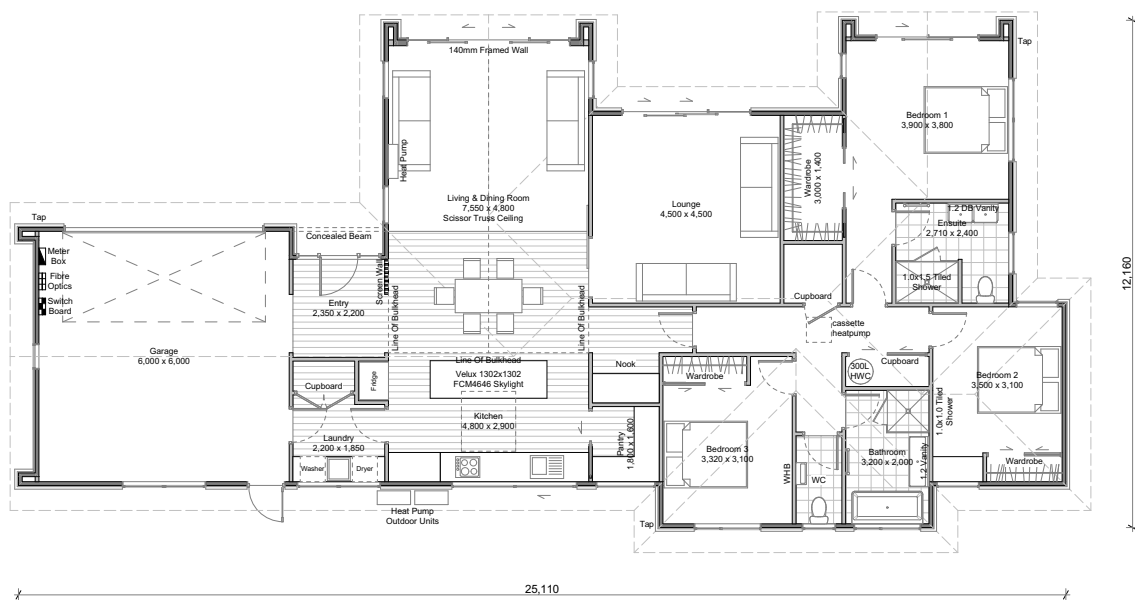 140mm Framed Wall
Heat Pump
Living & Dining Room
7,550 x 4,800
Scissor Truss Ceiling
Lounge
4,500 x 4,500
Wardrobe
3,000 x 1,400
Bedroom 1
3,900 x 3,800
Tap
1.2 DB Vanity
Ensuite
2,710 x 2,400
1.0x1.5 Tiled
Shower
12,160
Tap
Meter
Box
Fibre
Optics
Switch
Board
Garage
6,000 x 6,000
Concealed Beam
Screen Wall
Entry
2,350 x 2,200
Line Of Bulkhead
Line Of Bulkhead
Line Of Bulkhead
Velux 1302x1302
FCM4646 Skylight
Fridge
Cupboard
Kitchen
4,800 x 2,900
Laundry
2,200 x 1,850
Washer
Dryer
Heat Pump
Outdoor Units
Nook
Pantry
1,800 x 1,600
Cupboard
cassette
heatpump
300L
HWC
Cupboard
Wardrobe
Bedroom 3
3,320 x 3,100
Tap
WHB
WC
Bathroom
3,200 x 2,000
1.2 Vanity
1.0x1.0 Tiled
Shower
Bedroom 2
3,500 x 3,100
Wardrobe
25,110